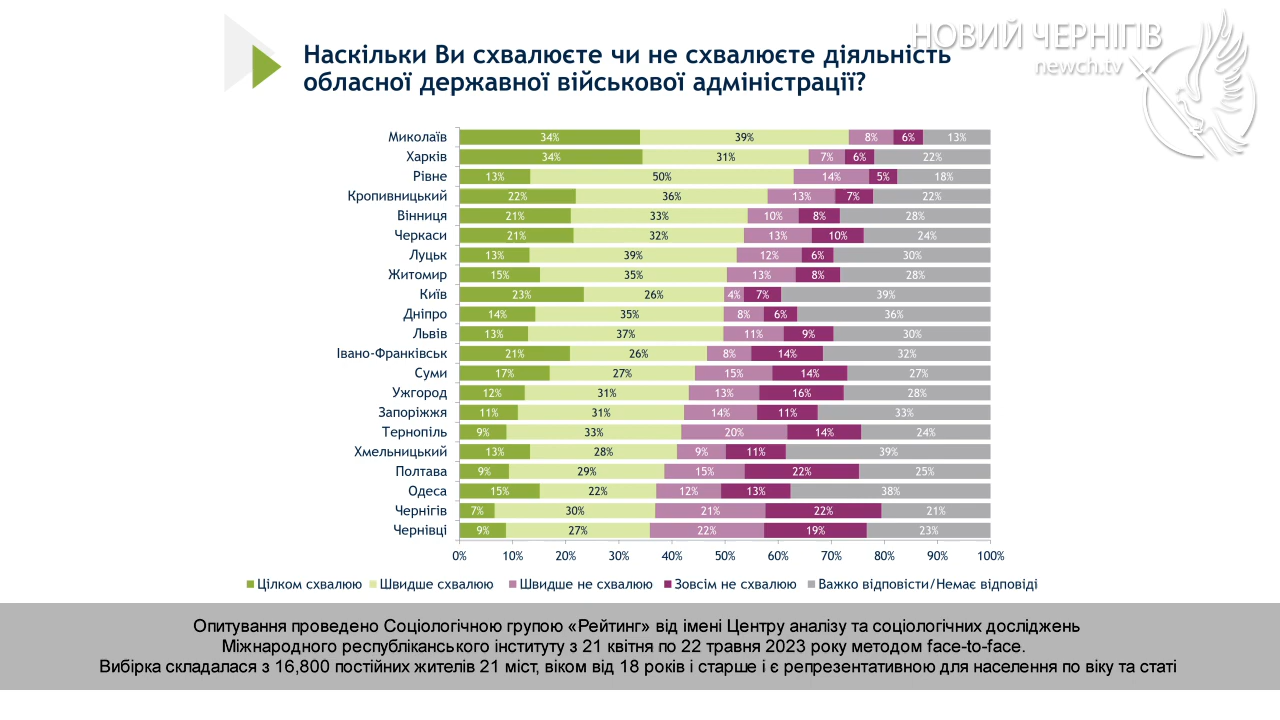 НОВИЙ ЧЕРНІГІВ
newch.tv
Наскільки Ви схвалюєте чи не схвалюєте діяльність
обласної державної військової адміністрації?
Миколаїв 34% 39% 8% 6% 13%
Харків 34% 31% 7% 6% 22%
Рівне 13% 50% 14% 5% 18%
Кропивницький 22% 36% 13% 7% 22%
Вінниця 21% 33% 10% 8% 28%
Черкаси 21% 32% 13% 10% 24%
Луцьк 13% 39% 12% 6% 30%
Житомир 15% 35% 13% 8% 28%
Київ 23% 26% 4% 7% 39%
Дніпро 14% 35% 8% 6% 36%
Львів 13% 37% 11% 9% 30%
Івано-Франківськ 21% 26% 8% 14% 32%
Суми 17% 27% 15% 14% 27%
Ужгород 12% 31% 13% 16% 28%
Запоріжжя 11% 31% 14% 11% 33%
Тернопіль 9% 33% 20% 14% 24%
Хмельницький 13% 28% 9% 11% 39%
Полтава 9% 29% 15% 22% 25%
Одеса 15% 22% 12% 13% 38%
Чернігів 7% 30% 21% 22% 21%
Чернівці 9% 27% 22% 19% 23%
0% 10% 20% 30% 40% 50% 60% 70% 80% 90% 100%
Цілком схвалюю Швидше схвалюю Швидше не схвалюю Зовсім не схвалюю Важко відповісти/Немає відповіді
Опитування проведено Соціологічною групою «Рейтинг» від імені Центру аналізу та соціологічних досліджень
Міжнародного республіканського інституту з 21 квітня по 22 травня 2023 року методом face-to-face.
Вибірка складалася з 16,800 постійних жителів 21 міст, віком від 18 років і старше і є репрезентативною для населення по віку та статі